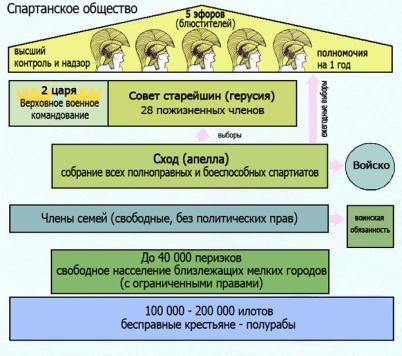 Спартанское общество
5 эфоров
(блюстителей)
высший
контроль и надзор
полномочия
на 1 год
2 царя
Верховное военное
командование
Совет старейшин (герусия)
28 пожизненных членов
выборы
ежегодные выборы
Сход (апелла)
собрание всех полноправных и боеспособных спартиатов
Войско
Члены семей (свободные, без политических прав)
воинская
обязанность
До 40 000 периэков
свободное насселение близлежащих мелких городов
(с ограниченными правами)
100 000 - 200 000 илотов
бесправные крестьяне - полурабы